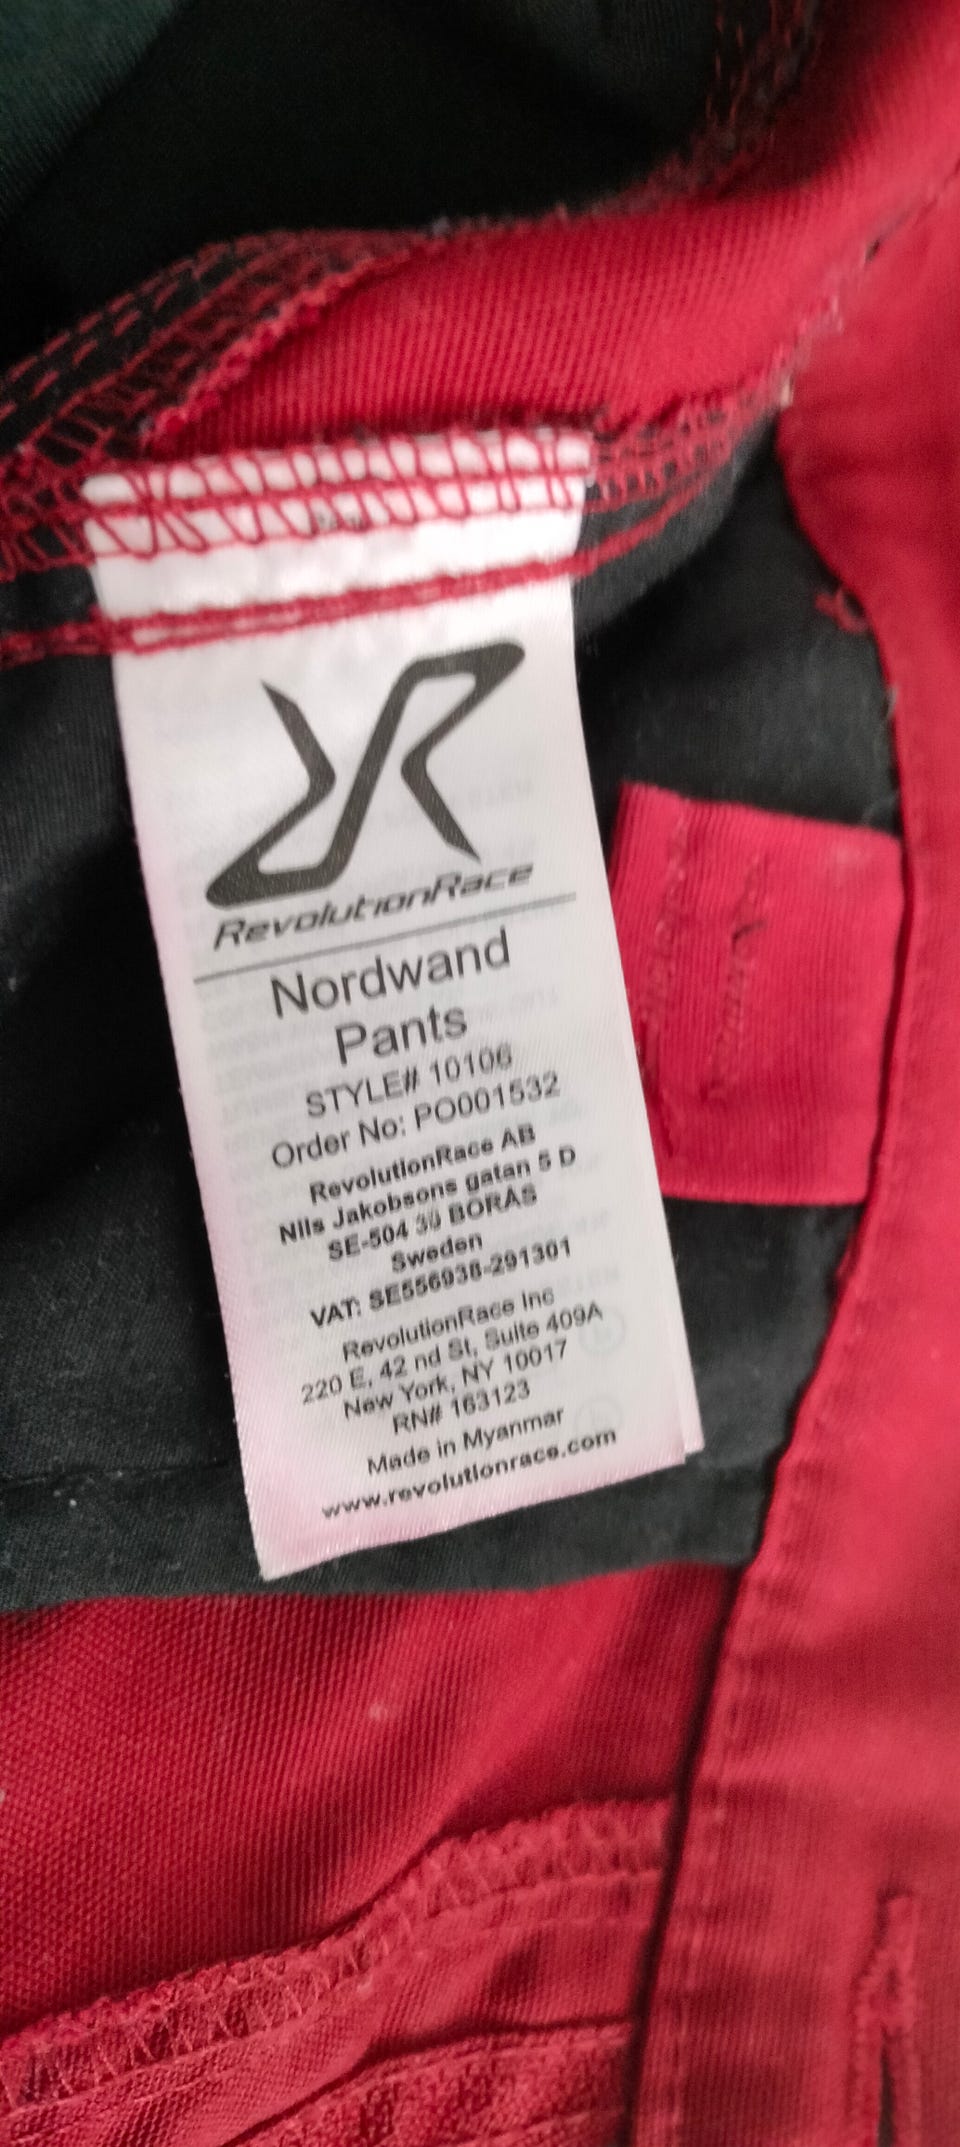 RevolutionRace
Nordwand
Pants
STYLE# 10106
Order No: PO001532
RevolutionRace AB
Nils Jakobsons gatan 5 D
SE-504 30 BORÅS
Sweden
VAT: SE556938-291301
RevolutionRace Inc
220 E, 42 nd St, Suite 409A
New York, NY 10017
RN# 163123
Made in Myanmar
www.revolutionrace.com